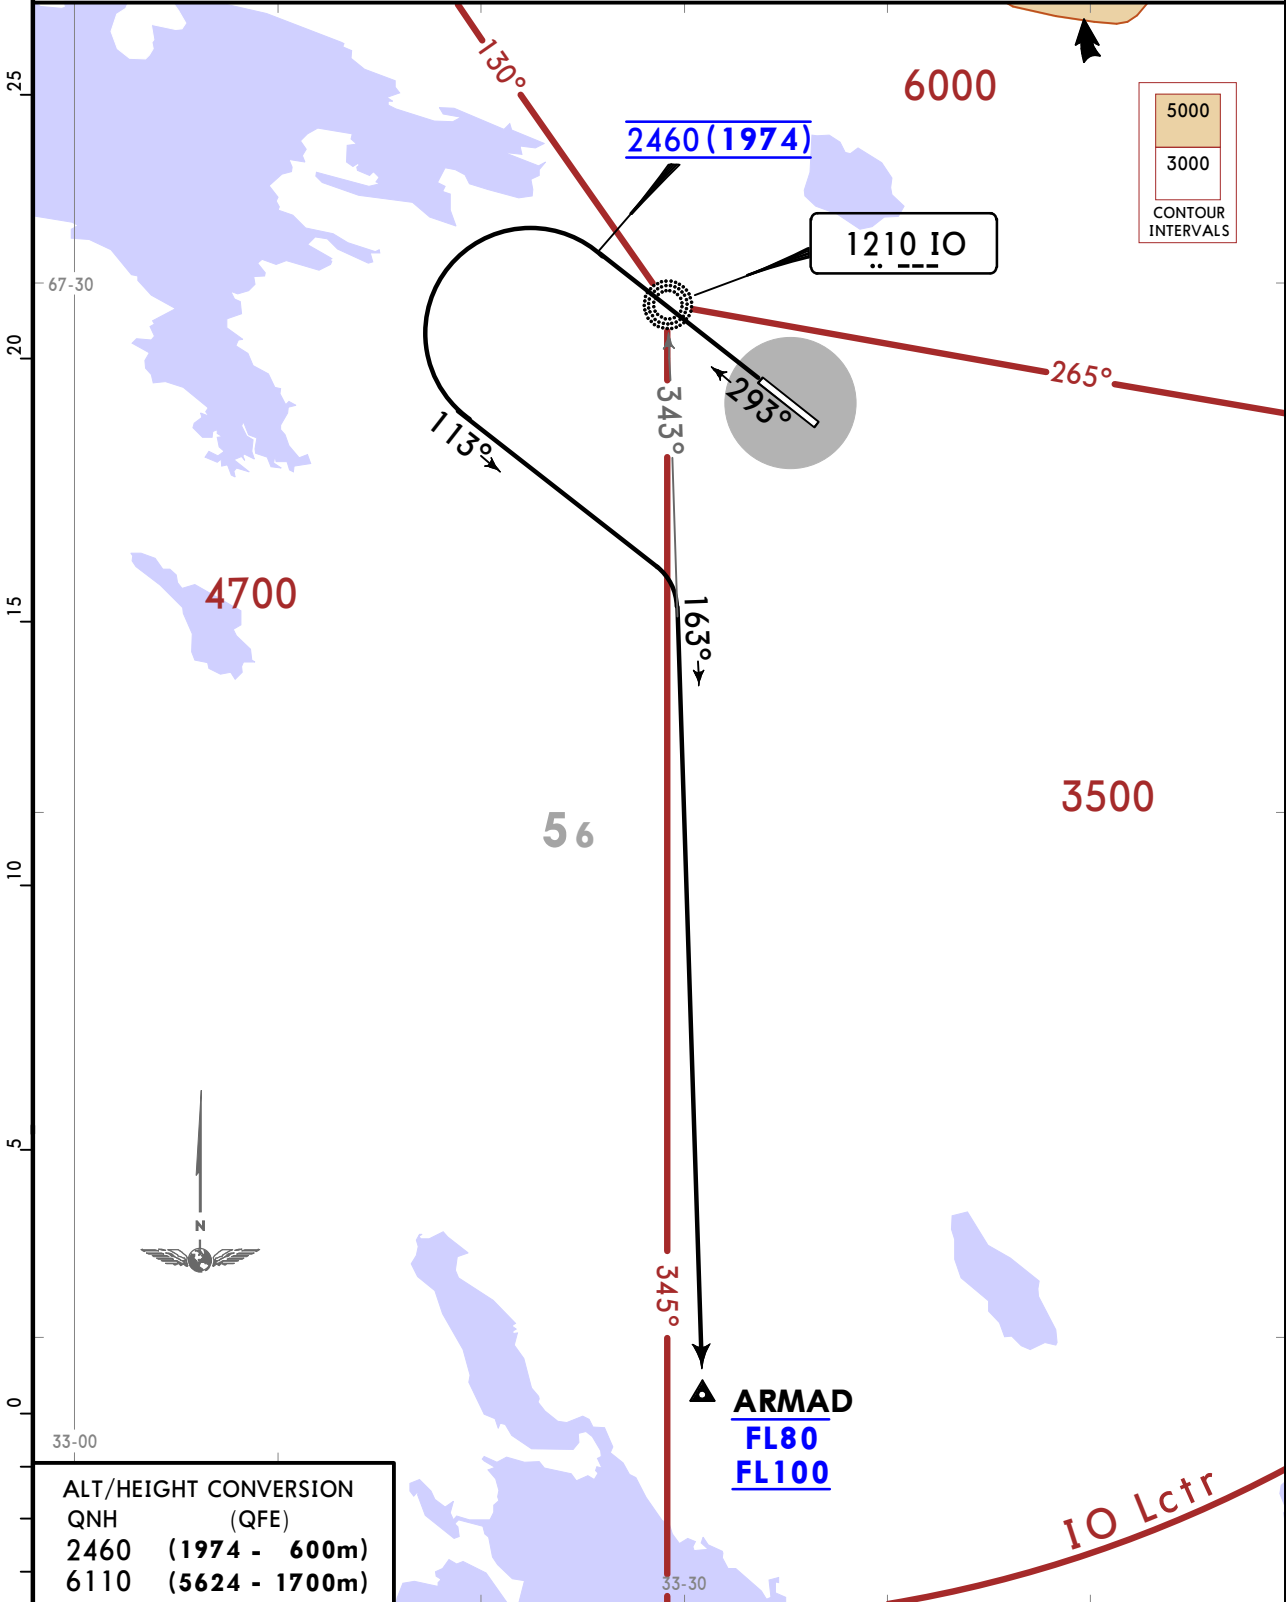 130°
6000
2460 (1974)
5000
3000
CONTOUR
INTERVALS
1210 IO
67-30
265°
293°
343°
113°
4700
163°
3500
56
N
345°
ARMAD
FL80
FL100
33-00
IO Lctr
ALT/HEIGHT CONVERSION
QNH (QFE)
2460 (1974 - 600m)
6110 (5624 - 1700m)
33-30
25
20
15
10
5
0